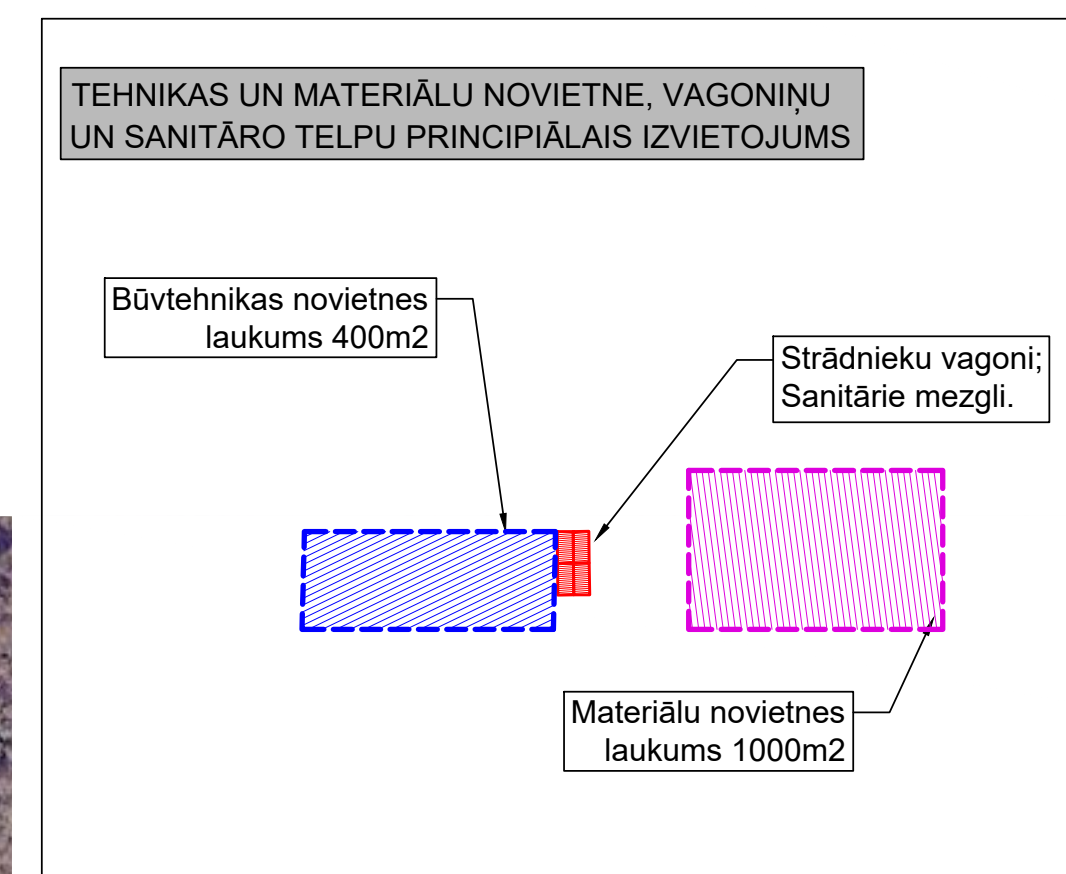 TEHNIKAS UN MATERIĀLU NOVIETNE, VAGONIŅU
UN SANITĀRO TELPU PRINCIPIĀLAIS IZVIETOJUMS
Būvtehnikas novietnes
laukums 400m2
Strādnieku vagoni;
Sanitārie mezgli.
Materiālu novietnes
laukums 1000m2